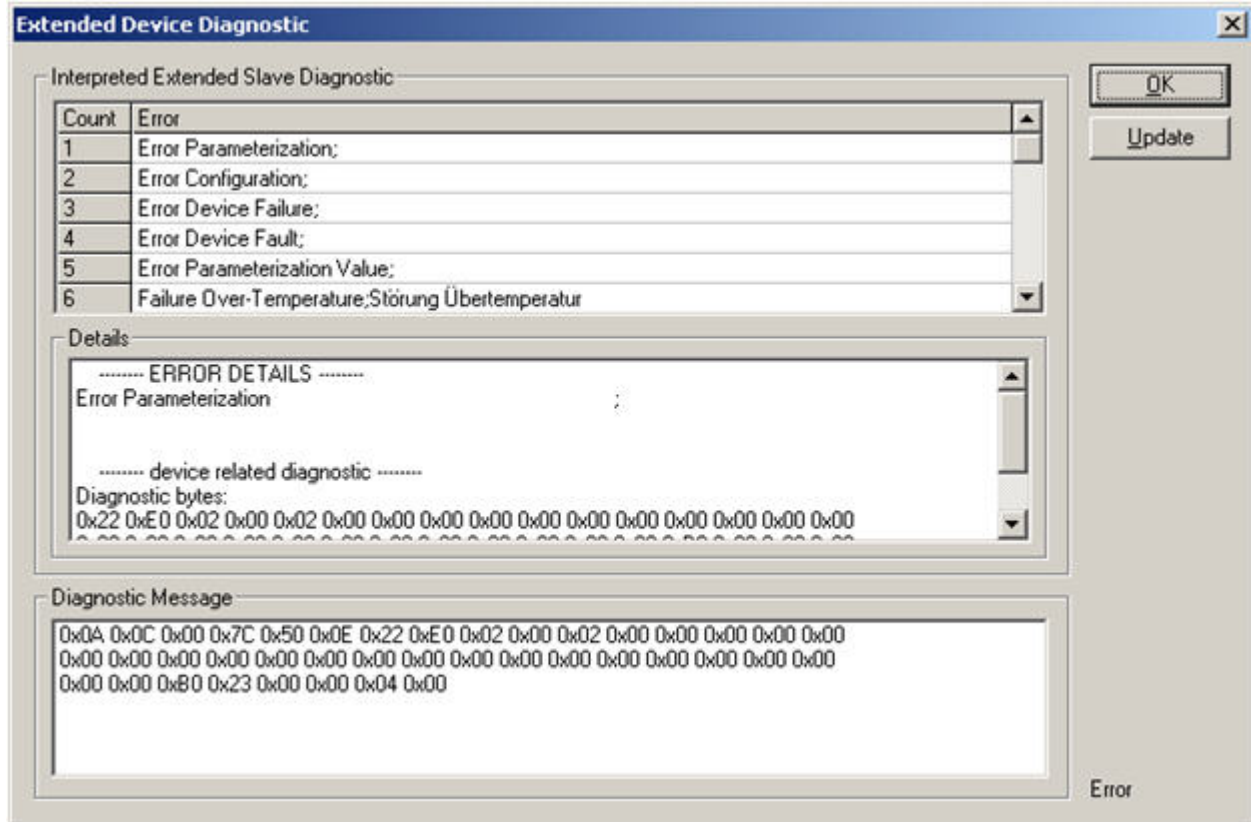 Extended Device Diagnostic
Interpreted Extended Slave Diagnostic
OK
Update
Count Error
1 Error Parameterization;
2 Error Configuration;
3 Error Device Failure;
4 Error Device Fault;
5 Error Parameterization Value;
6 Failure Over-Temperature;Störung Übertemperatur
Details
-------- ERROR DETAILS --------
Error Parameterization ;
-------- device related diagnostic --------
Diagnostic bytes:
0x22 0xE0 0x02 0x00 0x02 0x00 0x00 0x00 0x00 0x00 0x00 0x00 0x00 0x00 0x00 0x00
Diagnostic Message
0x0A 0x0C 0x00 0x7C 0x50 0x0E 0x22 0xE0 0x02 0x00 0x02 0x00 0x00 0x00 0x00 0x00
0x00 0x00 0x00 0x00 0x00 0x00 0x00 0x00 0x00 0x00 0x00 0x00 0x00 0x00 0x00 0x00
0x00 0x00 0xB0 0x23 0x00 0x00 0x04 0x00
Error